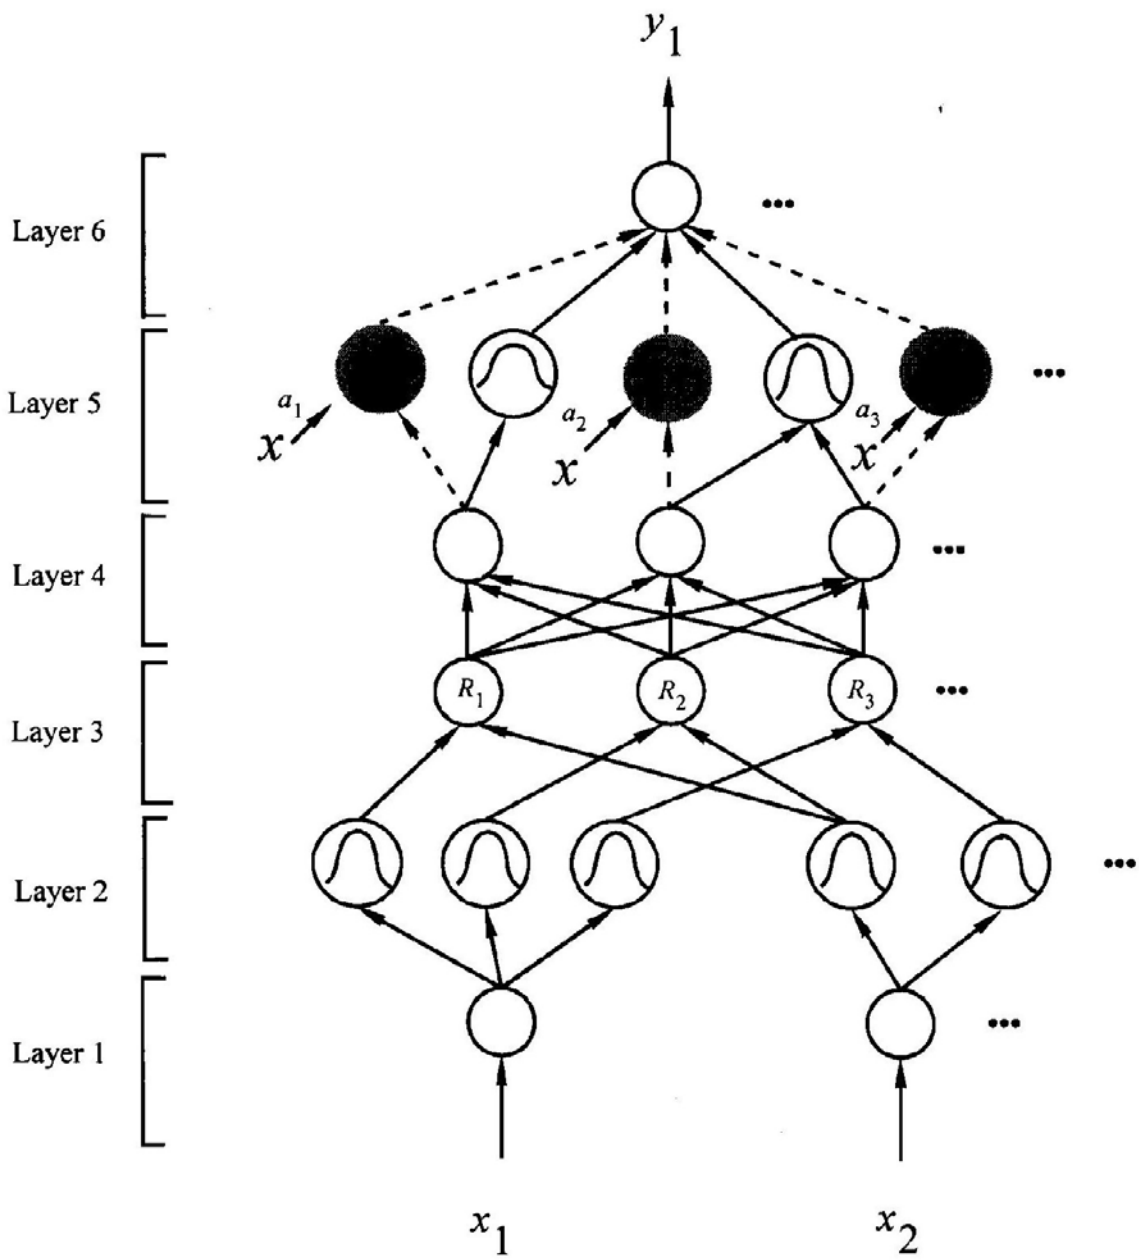 y1
...
Layer 6
Layer 5
a1
x
a2
x
a3
x
...
Layer 4
...
Layer 3
R1
R2
R3
...
Layer 2
...
Layer 1
...
x1
x2